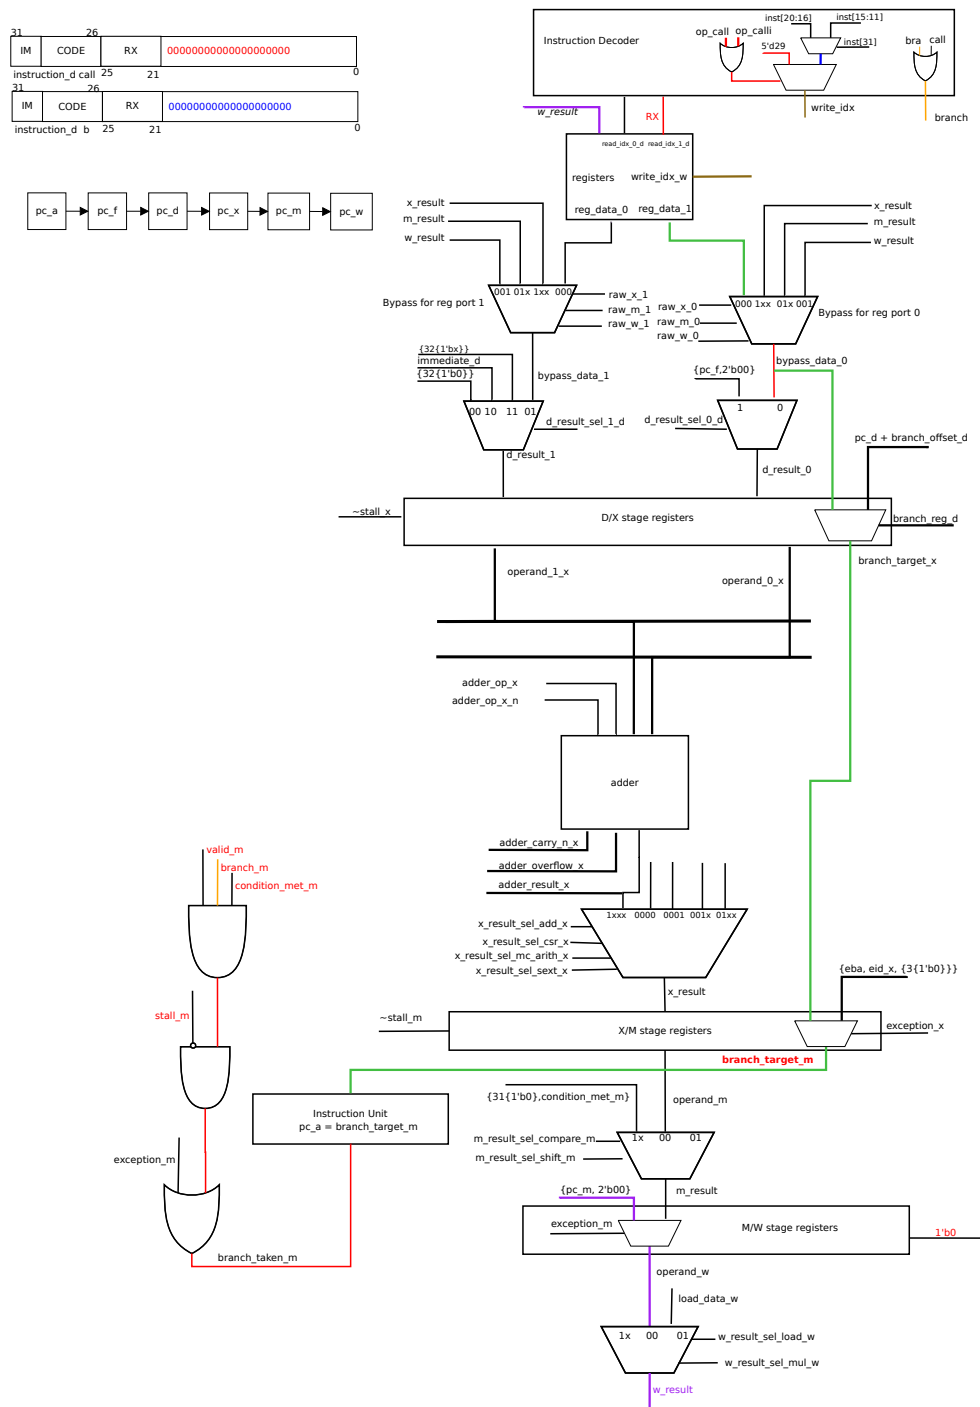 31
26
IM
CODE
RX
00000000000000000000
instruction_d call
25
21
0
31
26
IM
CODE
RX
00000000000000000000
instruction_d b
25
21
0
Instruction Decoder
op_call
op_calli
inst[20:16]
inst[15:11]
5'd29
inst[31]
bra
call
write_idx
branch
w_result
RX
read_idx_0_d
read_idx_1_d
registers
write_idx_w
reg_data_0
reg_data_1
pc_a
pc_f
pc_d
pc_x
pc_m
pc_w
x_result
m_result
w_result
x_result
m_result
w_result
001 01x 1xx 000
Bypass for reg port 1
raw_x_1
raw_m_1
raw_w_1
000 1xx 01x 001
Bypass for reg port 0
raw_x_0
raw_m_0
raw_w_0
{32{1'bx}}
immediate_d
{32{1'b0}}
bypass_data_1
{pc_f,2'b00}
bypass_data_0
00 10 11 01
d_result_sel_1_d
d_result_1
1 0
d_result_sel_0_d
d_result_0
pc_d + branch_offset_d
~stall_x
D/X stage registers
branch_reg_d
branch_target_x
operand_1_x
operand_0_x
adder_op_x
adder_op_x_n
adder
adder_carry_n_x
adder_overflow_x
adder_result_x
valid_m
branch_m
condition_met_m
1xxx 0000 0001 001x 01xx
x_result_sel_add_x
x_result_sel_csr_x
x_result_sel_mc_arith_x
x_result_sel_sext_x
x_result
{eba, eid_x, {3{1'b0}}}
stall_m
~stall_m
X/M stage registers
exception_x
branch_target_m
{31{1'b0},condition_met_m}
operand_m
Instruction Unit
pc_a = branch_target_m
1x 00 01
m_result_sel_compare_m
m_result_sel_shift_m
exception_m
m_result
{pc_m, 2'b00}
exception_m
M/W stage registers
1'b0
branch_taken_m
operand_w
load_data_w
1x 00 01
w_result_sel_load_w
w_result_sel_mul_w
w_result